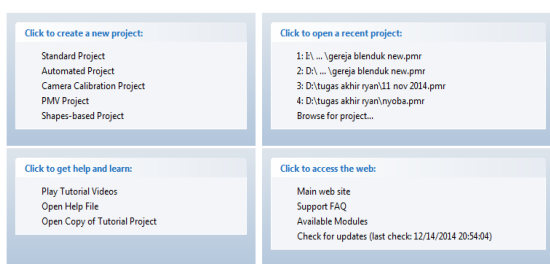 Click to create a new project:
Standard Project
Automated Project
Camera Calibration Project
PMV Project
Shapes-based Project
Click to open a recent project:
1: I:\ ... \gereja blenduk new.pmr
2: D:\ ... \gereja blenduk new.pmr
3: D:\tugas akhir ryan\11 nov 2014.pmr
4: D:\tugas akhir ryan\nyoba.pmr
Browse for project...
Click to get help and learn:
Play Tutorial Videos
Open Help File
Open Copy of Tutorial Project
Click to access the web:
Main web site
Support FAQ
Available Modules
Check for updates (last check: 12/14/2014 20:54:04)